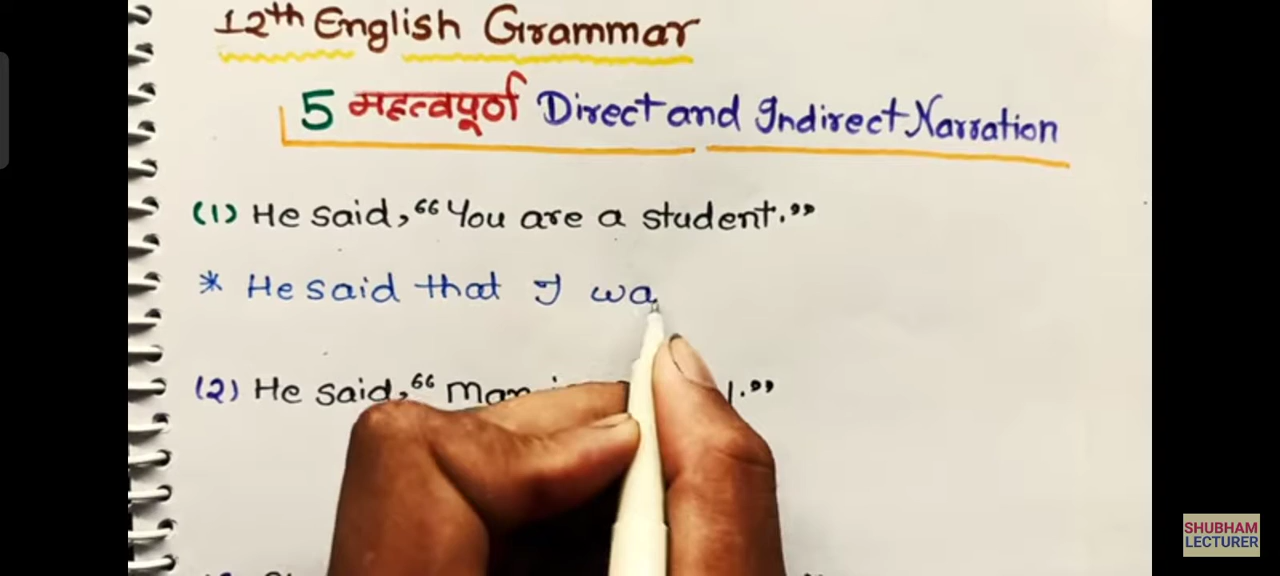 12th English Grammar
5 महत्वपूर्ण Direct and Indirect Narration
(1) He said, “You are a student.”
* He said that I wa
(2) He said, “Man
SHUBHAM
LECTURER